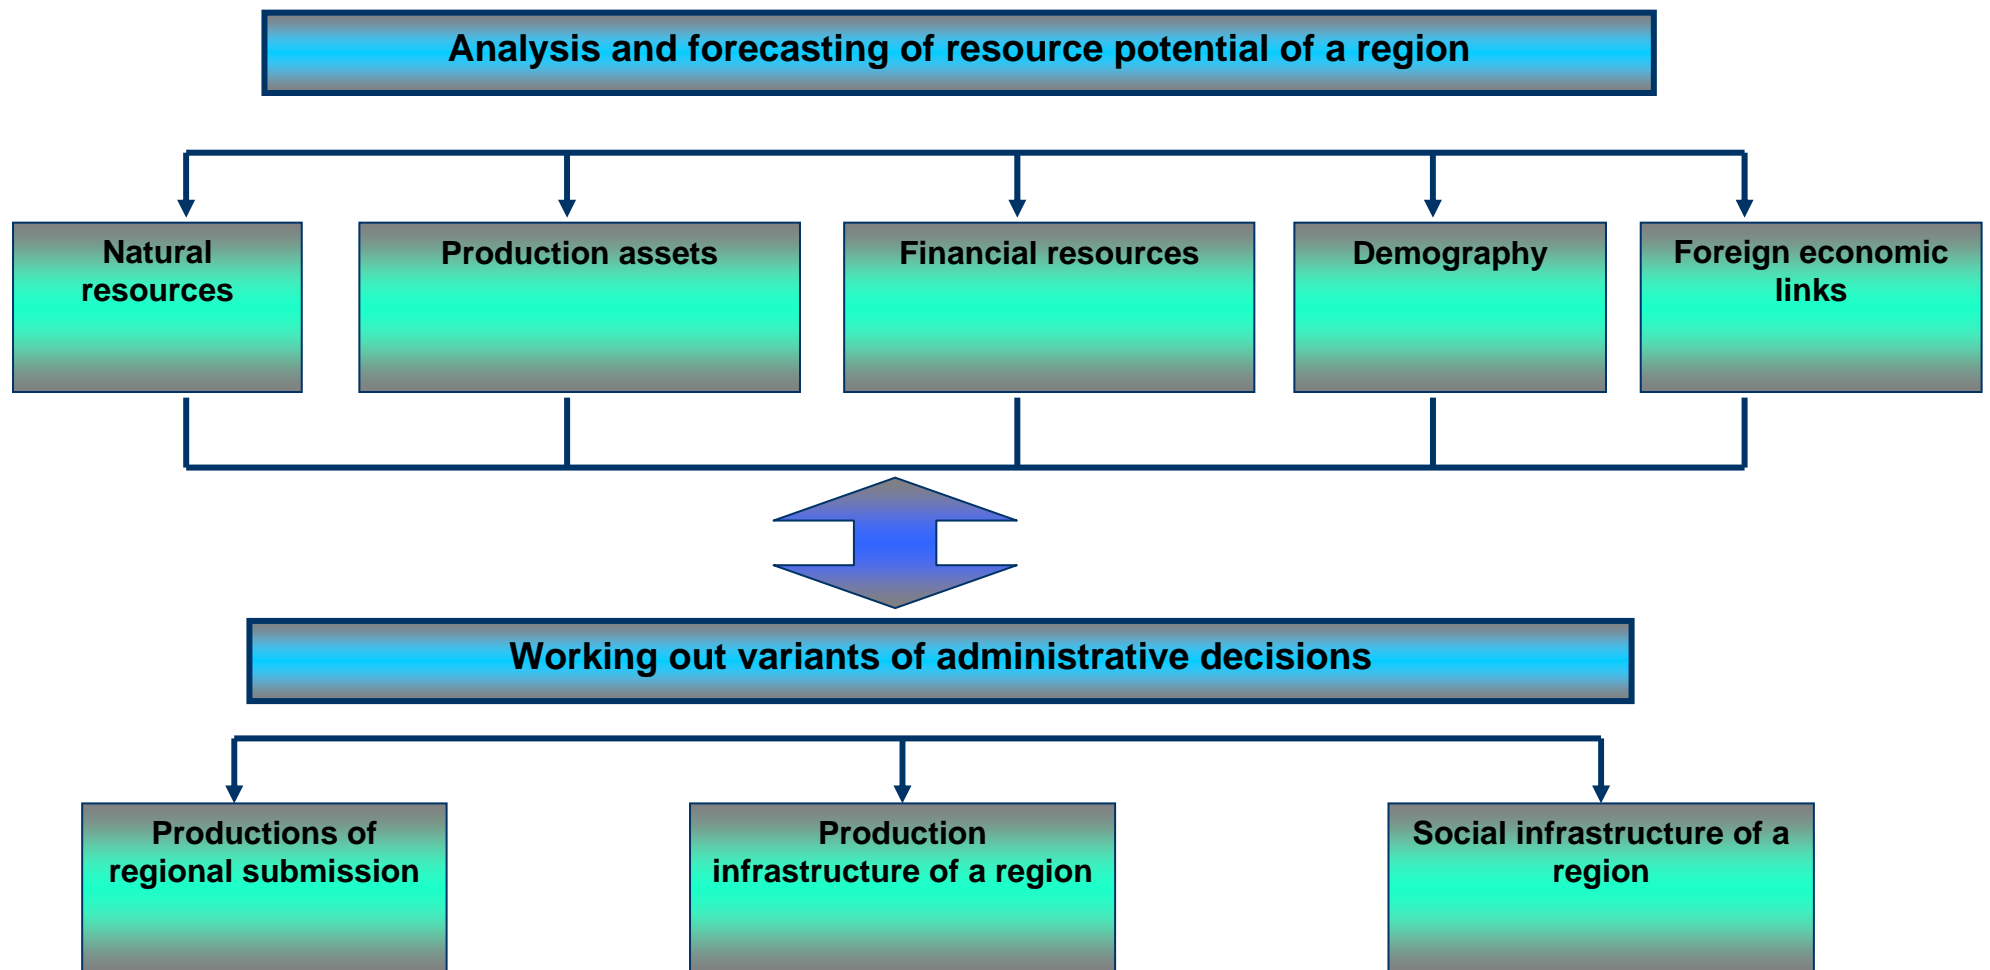 Analysis and forecasting of resource potential of a region
Natural
resources
Production assets
Financial resources
Demography
Foreign economic
links
Working out variants of administrative decisions
Productions of
regional submission
Production
infrastructure of a region
Social infrastructure of a
region